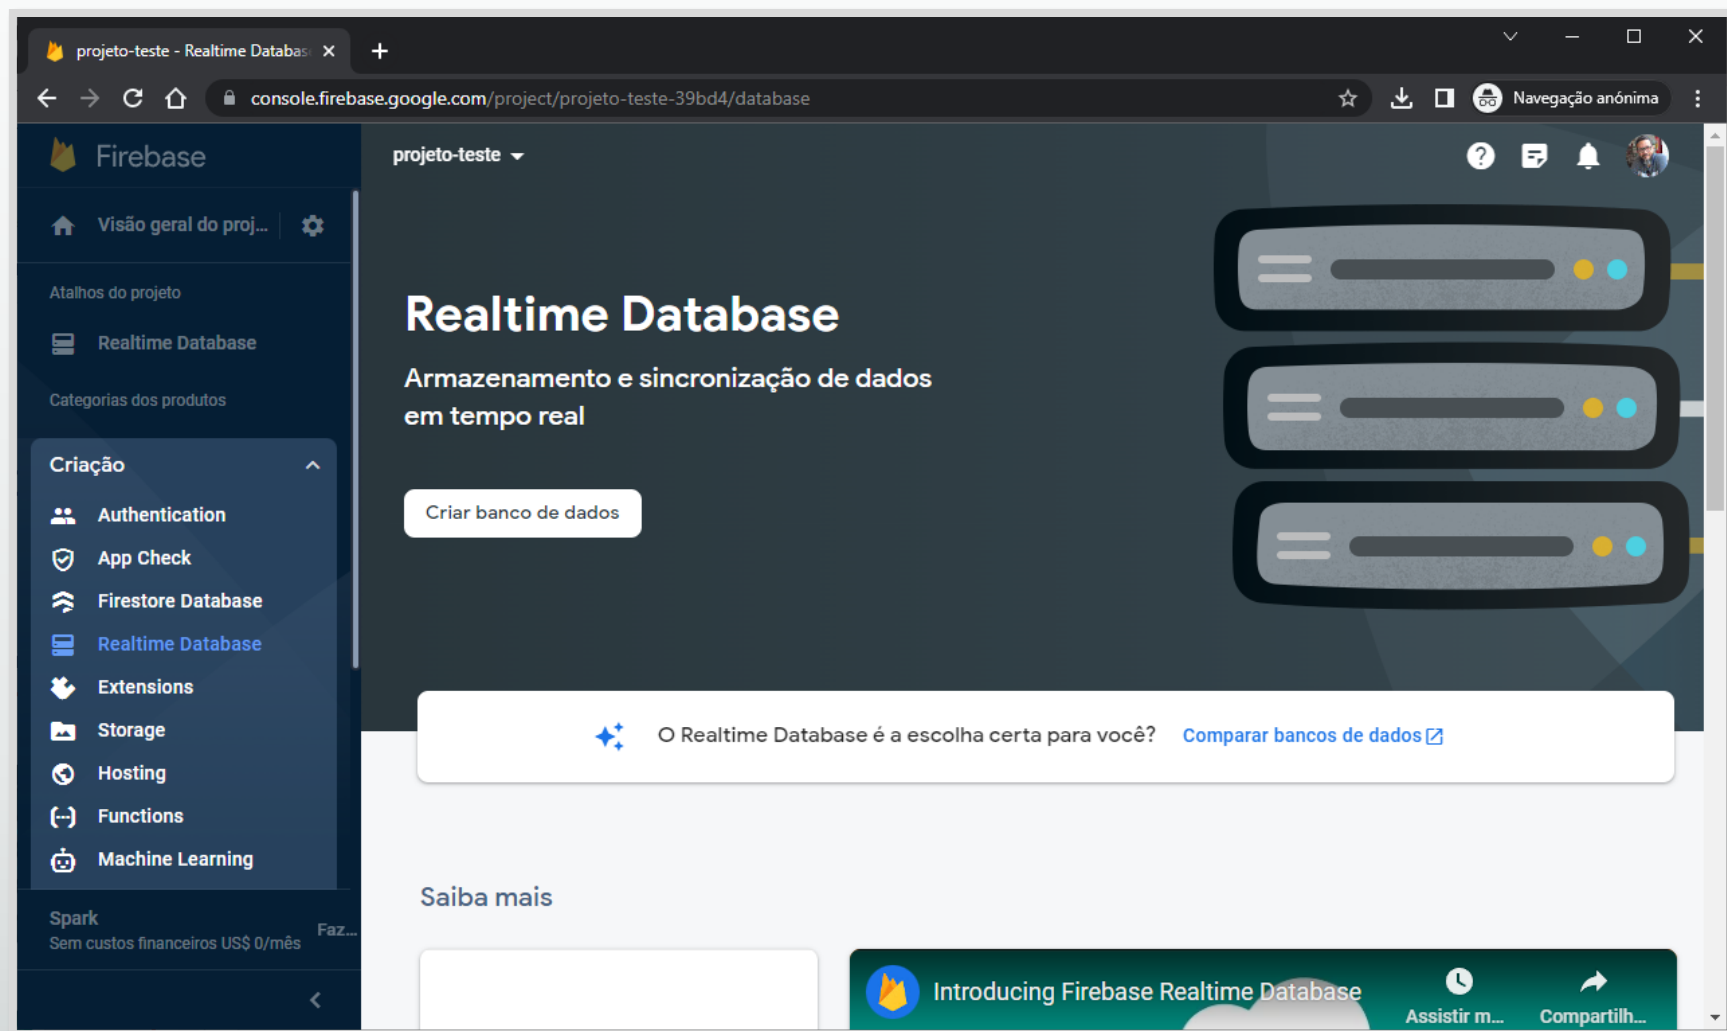 projeto-teste - Realtime Databas
console.firebase.google.com/project/projeto-teste-39bd4/database
Navegação anónima
Firebase
projeto-teste
Visão geral do proj...
Atalhos do projeto
Realtime Database
Categorias dos produtos
Criação
Authentication
App Check
Firestore Database
Realtime Database
Extensions
Storage
Hosting
Functions
Machine Learning
Spark
Sem custos financeiros US$ 0/mês
Faz...
Realtime Database
Armazenamento e sincronização de dados
em tempo real
Criar banco de dados
O Realtime Database é a escolha certa para você? Comparar bancos de dados
Saiba mais
Introducing Firebase Realtime Database
Assistir m...
Compartilh...